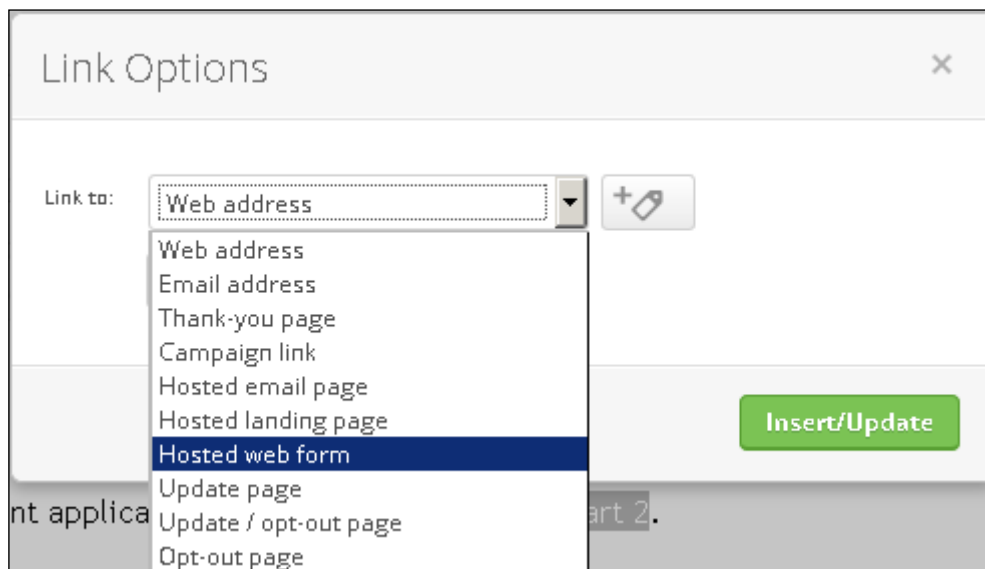 Link Options
Link to: Web address
Web address
Email address
Thank-you page
Campaign link
Hosted email page
Hosted landing page
Hosted web form
Insert/Update
Update page
nt applica art 2.
Update / opt-out page
Opt-out page